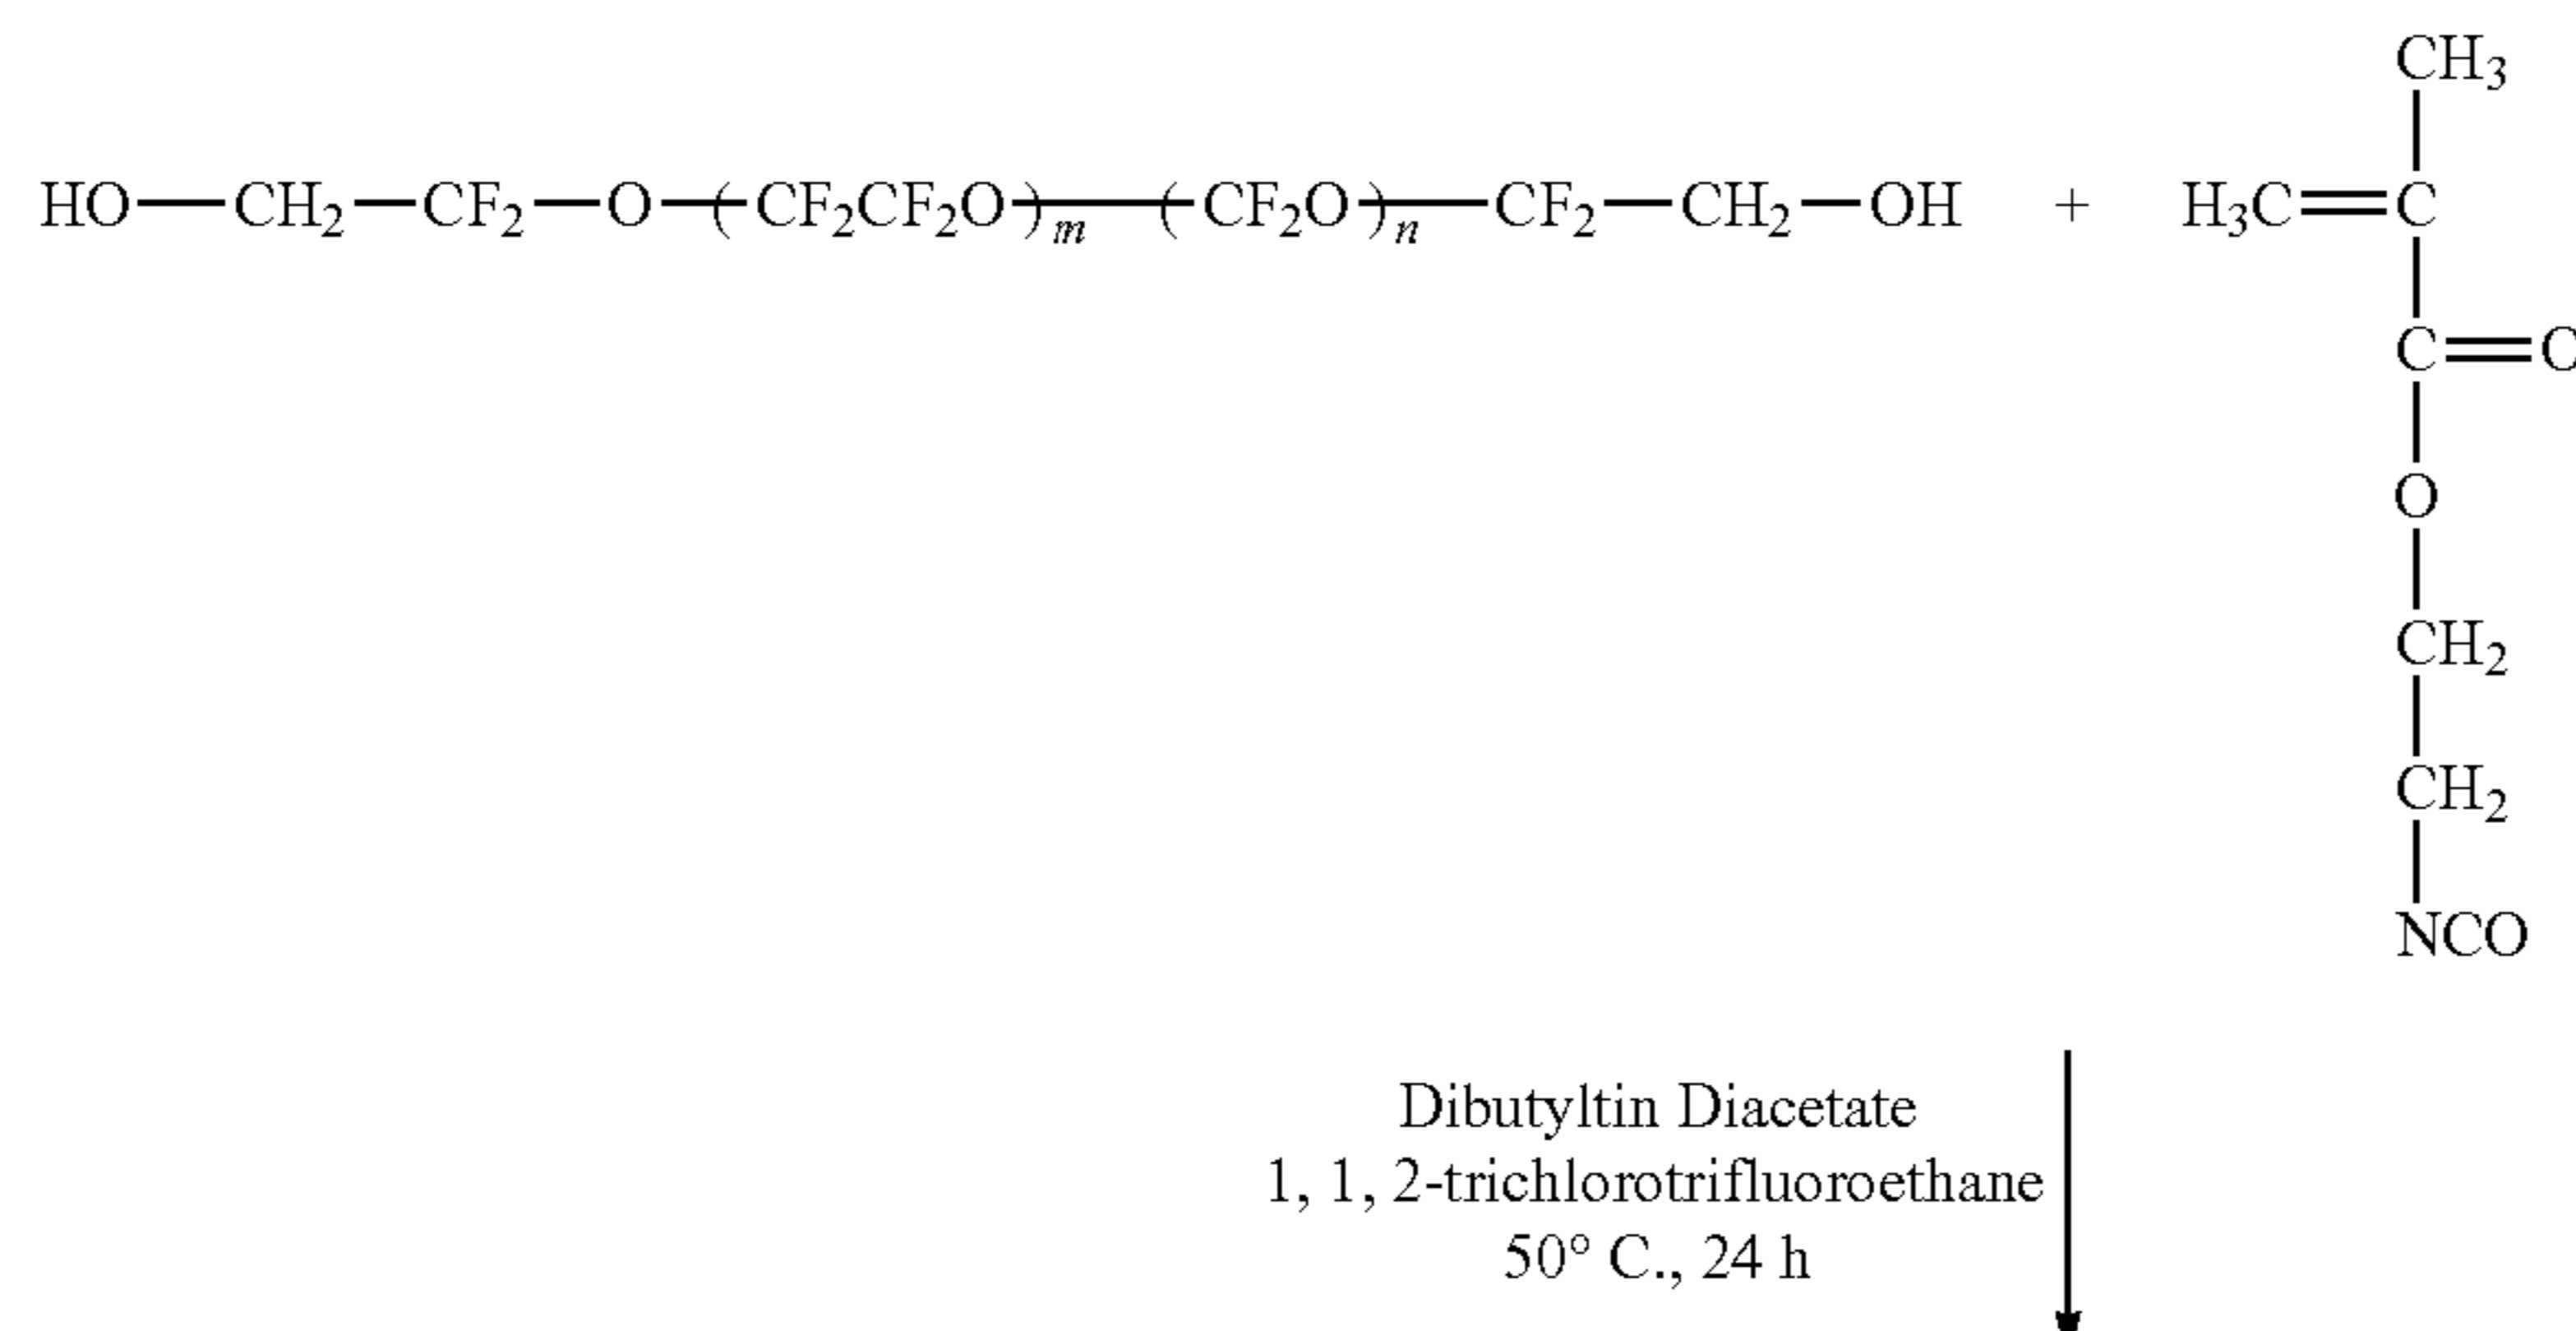 CH₃
HO—CH₂—CF₂—O—(CF₂CF₂O)ₘ—(CF₂O)ₙ—CF₂—CH₂—OH + H₃C=C
C=O
O
CH₂
CH₂
NCO
Dibutyltin Diacetate
1, 1, 2-trichlorotrifluoroethane
50° C., 24 h